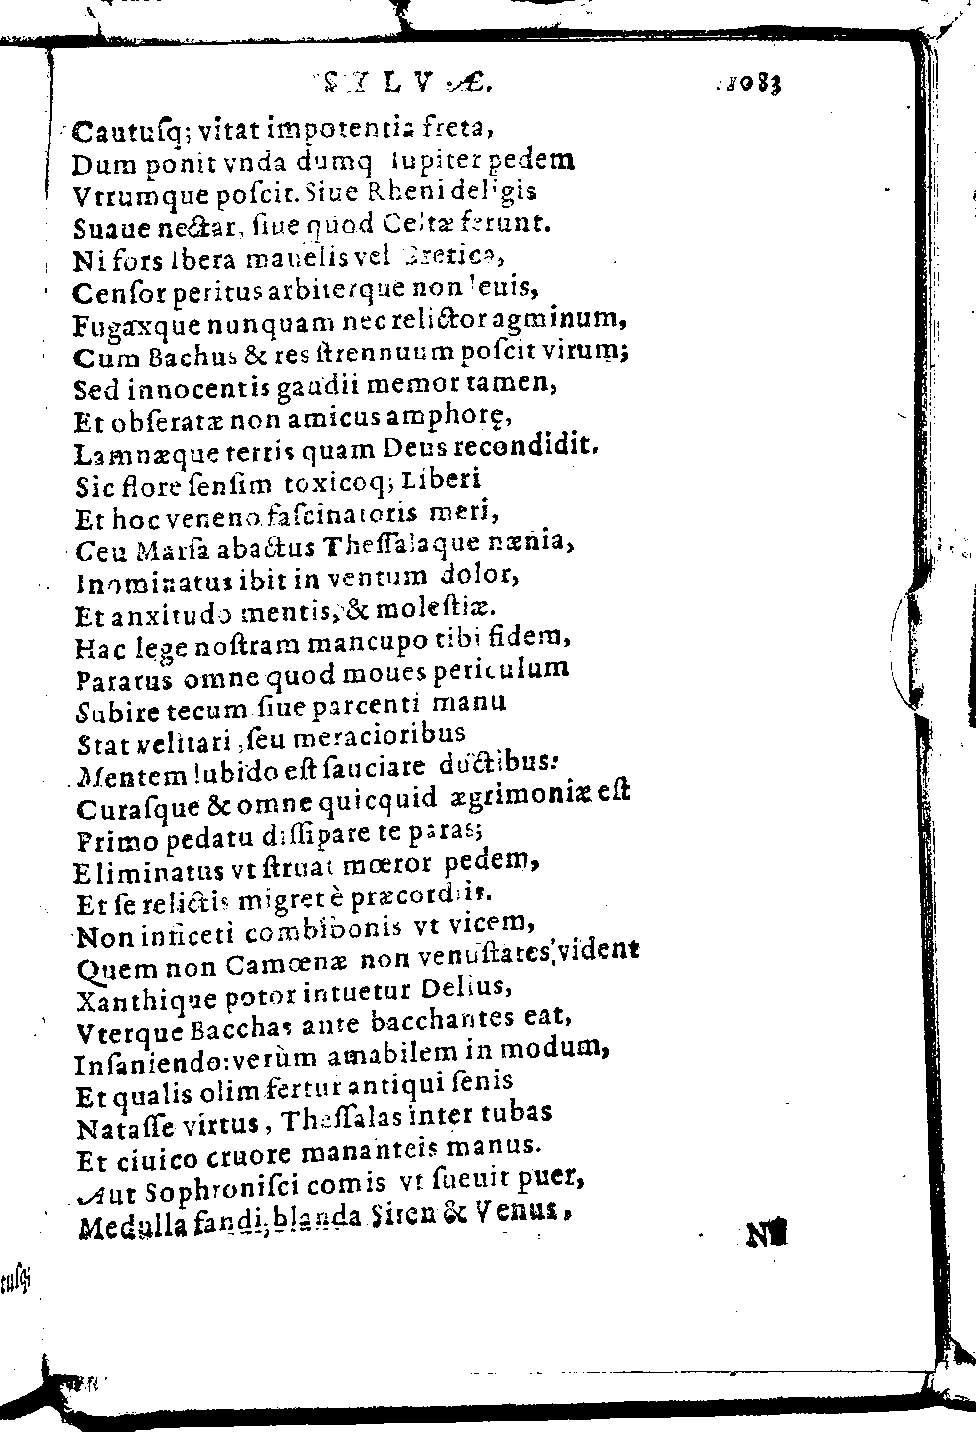 SYLVÆ. 1083
Cautuſq; vitat impotentia freta,
Dum ponit vnda dumq Iupiter pedem
Vtrumque poſcit. Siue Rheni deligis
Suaue nectar, ſiue quod Celtæ ferunt.
Ni fors Ibera mauelis vel Cretica,
Cenſor peritus arbiterque non leuis,
Fugaxque nunquam nec relictor agminum,
Cum Bachus & res ſtrennuum poſcit virum;
Sed innocentis gaudii memor tamen,
Et obſeratæ non amicus amphorę,
Lamnæque terris quam Deus recondidit.
Sic flore ſenſim toxicoq; Liberi
Et hoc veneno faſcinatoris meri,
Ceu Marſa abactus Theſſalaque nænia,
Inominatus ibit in ventum dolor,
Et anxitudo mentis, & moleſtiæ.
Hac lege noſtram mancupo tibi fidem,
Paratus omne quod moues periculum
Subire tecum ſiue parcenti manu
Stat velitari, ſeu meracioribus
Mentem lubido eſt ſauciare ductibus:
Curaſque & omne quicquid ægrimoniæ eſt
Primo pedatu diſſipare te paras;
Eliminatus vt ſtruat mœror pedem,
Et ſe relictis migret è præcordiis.
Non inficeti combibonis vt vicem,
Quem non Camœnæ non venuſtates vident
Xanthique potor intuetur Delius,
Vterque Bacchas ante bacchantes eat,
Inſaniendo: verùm amabilem in modum,
Et qualis olim fertur antiqui ſenis
Nataſſe virtus, Theſſalas inter tubas
Et ciuico cruore mananteis manus.
Aut Sophroniſci comis vt ſueuit puer,
Medulla fandi, blanda Siren & Venus,
tuſq;